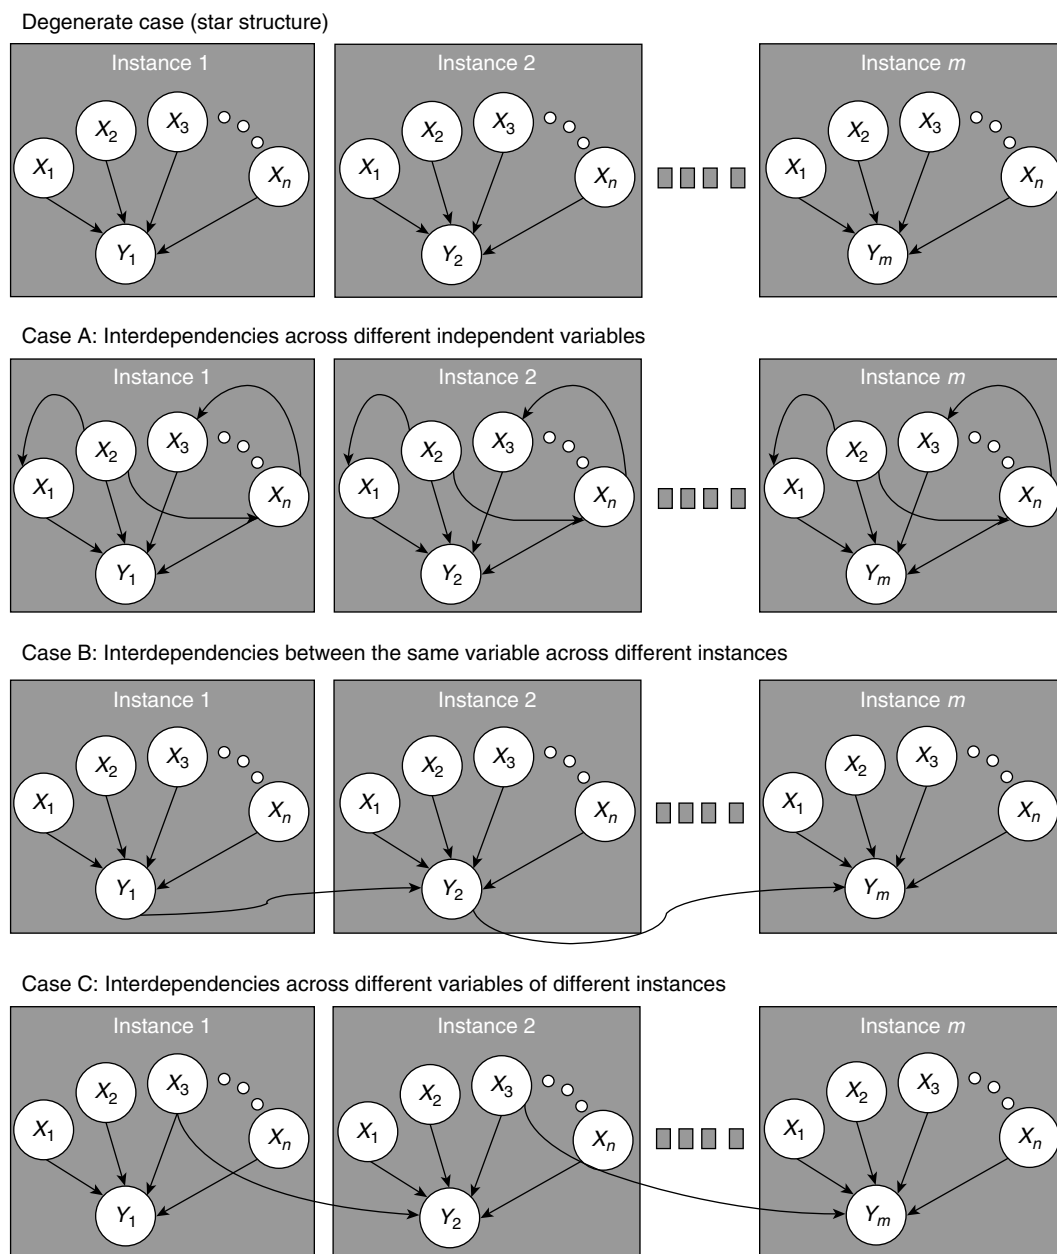 Degenerate case (star structure)
Instance 1 Instance 2 Instance m
X1 X2 X3 Xn X1 X2 X3 Xn X1 X2 X3 Xn
Y1 Y2 Ym
Case A: Interdependencies across different independent variables
Instance 1 Instance 2 Instance m
X1 X2 X3 Xn X1 X2 X3 Xn X1 X2 X3 Xn
Y1 Y2 Ym
Case B: Interdependencies between the same variable across different instances
Instance 1 Instance 2 Instance m
X1 X2 X3 Xn X1 X2 X3 Xn X1 X2 X3 Xn
Y1 Y2 Ym
Case C: Interdependencies across different variables of different instances
Instance 1 Instance 2 Instance m
X1 X2 X3 Xn X1 X2 X3 Xn X1 X2 X3 Xn
Y1 Y2 Ym